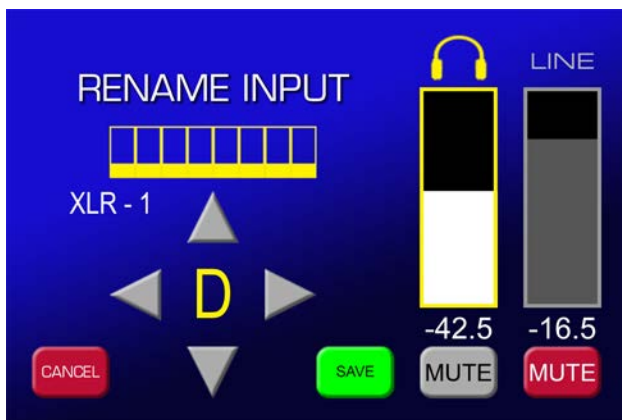 LINE
RENAME INPUT
XLR - 1
D
-42.5 -16.5
CANCEL SAVE MUTE MUTE